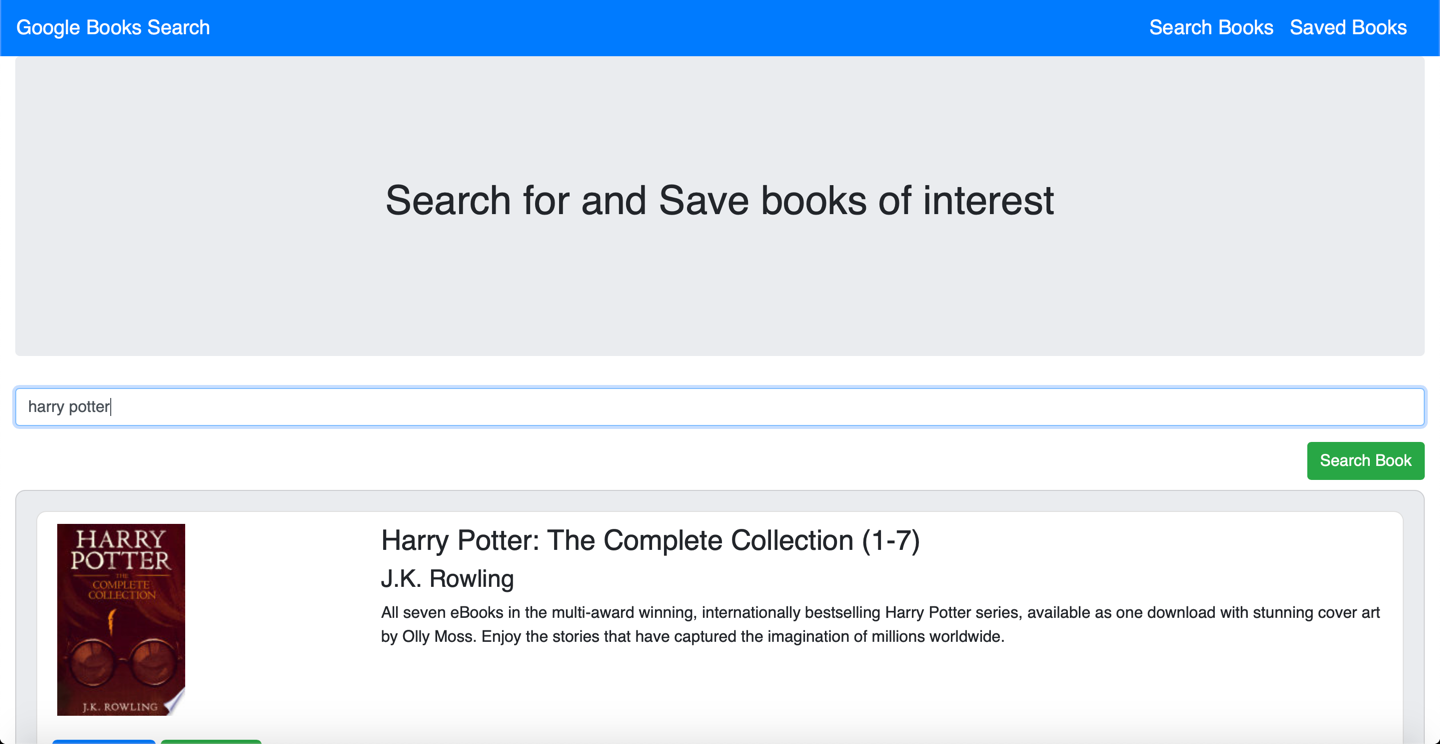 Google Books Search
Search Books
Saved Books
Search for and Save books of interest
harry potter
Search Book
HARRY
POTTER
THE
COMPLETE
COLLECTION
J.K. ROWLING
Harry Potter: The Complete Collection (1-7)
J.K. Rowling
All seven eBooks in the multi-award winning, internationally bestselling Harry Potter series, available as one download with stunning cover art
by Olly Moss. Enjoy the stories that have captured the imagination of millions worldwide.